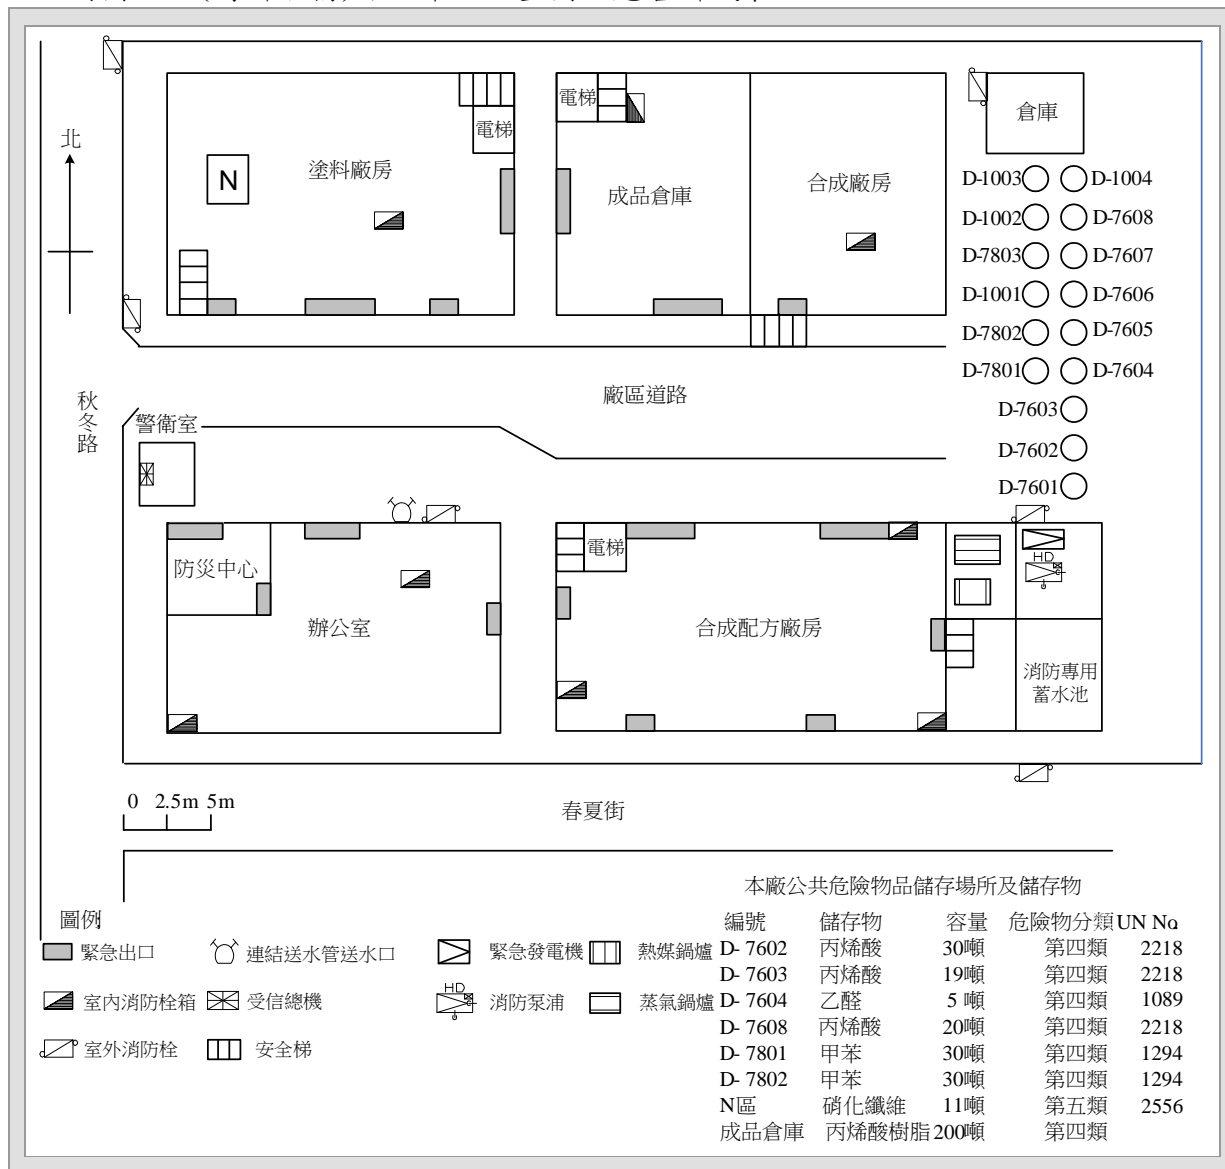 北
N
塗料廠房
電梯
電梯
成品倉庫
合成廠房
倉庫
D-1003 D-1004
D-1002 D-7608
D-7803 D-7607
D-1001 D-7606
D-7802 D-7605
D-7801 D-7604
D-7603
D-7602
D-7601
廠區道路
秋冬路
警衛室
防災中心
辦公室
電梯
合成配方廠房
HD
消防專用
蓄水池
0 2.5m 5m
春夏街
圖例
緊急出口 連結送水管送水口 緊急發電機 熱媒鍋爐
室內消防栓箱 受信總機 HD 消防泵浦 蒸氣鍋爐
室外消防栓 安全梯
本廠公共危險物品儲存場所及儲存物
編號 儲存物 容量 危險物分類 UN No
D- 7602 丙烯酸 30噸 第四類 2218
D- 7603 丙烯酸 19噸 第四類 2218
D- 7604 乙醛 5 噸 第四類 1089
D- 7608 丙烯酸 20噸 第四類 2218
D- 7801 甲苯 30噸 第四類 1294
D- 7802 甲苯 30噸 第四類 1294
N區 硝化纖維 11噸 第五類 2556
成品倉庫 丙烯酸樹脂 200噸 第四類